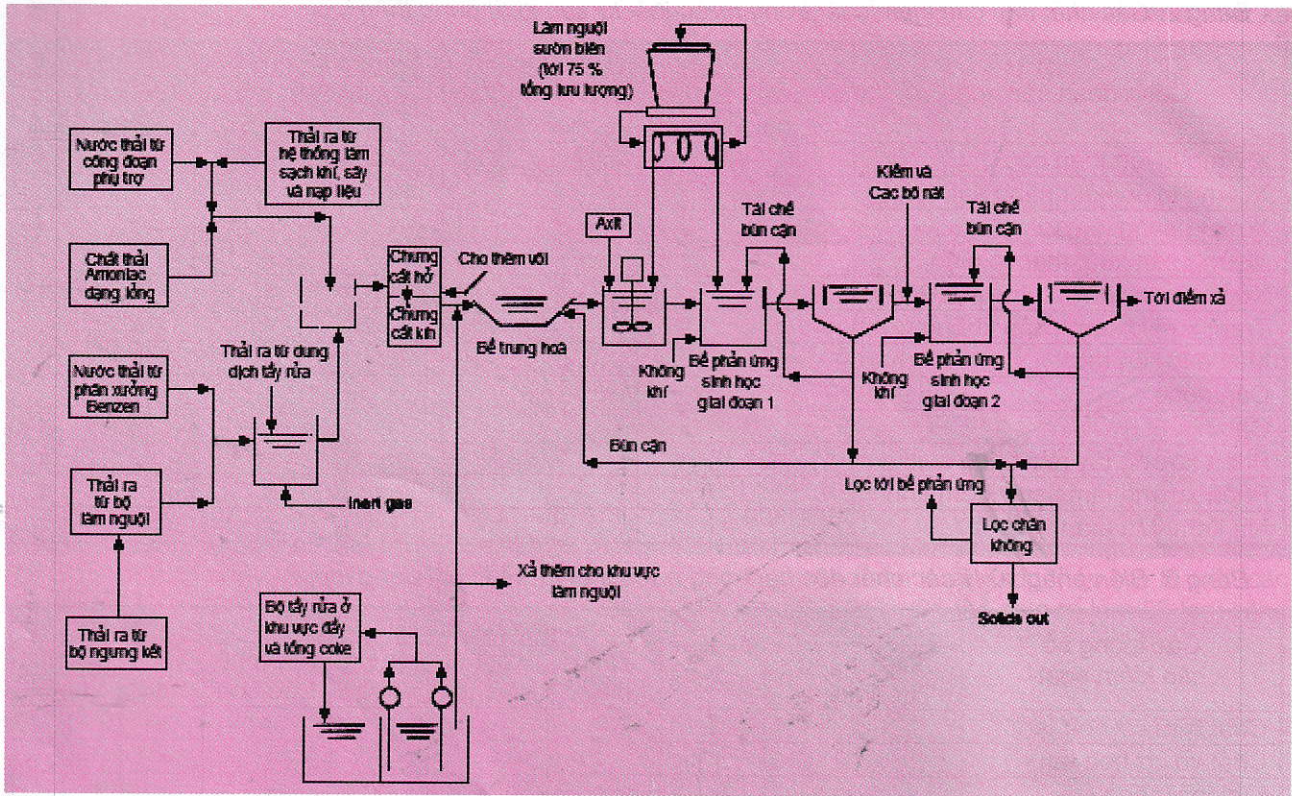 Làm nguội
sườn biên
(tới 75 %
tổng lưu lượng)
Nước thải từ
công đoạn
phụ trợ
Thải ra từ
hệ thống làm
sạch khí, sấy
và nạp liệu
Chất thải
Amoniac
dạng lỏng
Chưng
cất hở
Chưng
cất kín
Cho thêm vôi
Axit
Tái chế
bùn cặn
Kiềm và
Cac bô nát
Tái chế
bùn cặn
Tới điểm xả
Bể trung hoà
Không
khí
Bể phản ứng
sinh học
giai đoạn 1
Không
khí
Bể phản ứng
sinh học
giai đoạn 2
Nước thải từ
phân xưởng
Benzen
Thải ra từ dung
dịch tẩy rửa
Thải ra
từ bộ
làm nguội
Inert gas
Bùn cặn
Lọc tới bể phản ứng
Lọc chân
không
Solids out
Xả thêm cho khu vực
làm nguội
Thải ra từ
bộ ngưng kết
Bộ tẩy rửa ở
khu vực đẩy
và tống coke